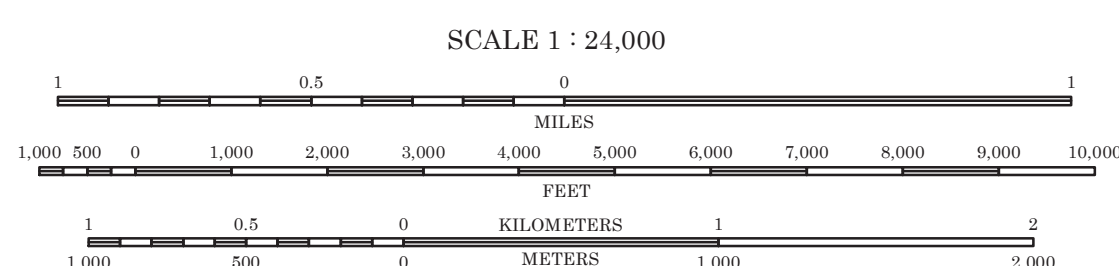 SCALE 1 : 24,000
1 0.5 0 1
MILES
1,000 500 0 1,000 2,000 3,000 4,000 5,000 6,000 7,000 8,000 9,000 10,000
FEET
1 0.5 0 KILOMETERS 1 2
1,000 500 0 METERS 1,000 2,000